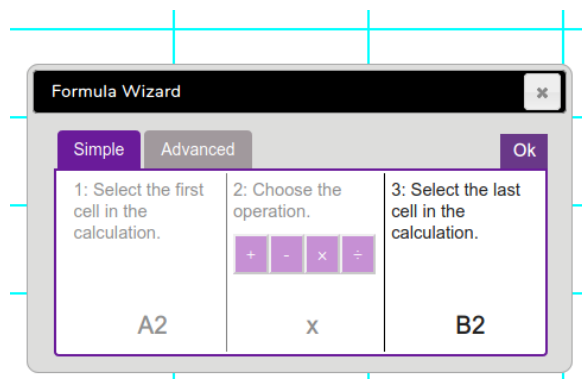 Formula Wizard
×
Simple
Advanced
Ok
1: Select the first
cell in the
calculation.
A2
2: Choose the
operation.
+ - x ÷
x
3: Select the last
cell in the
calculation.
B2